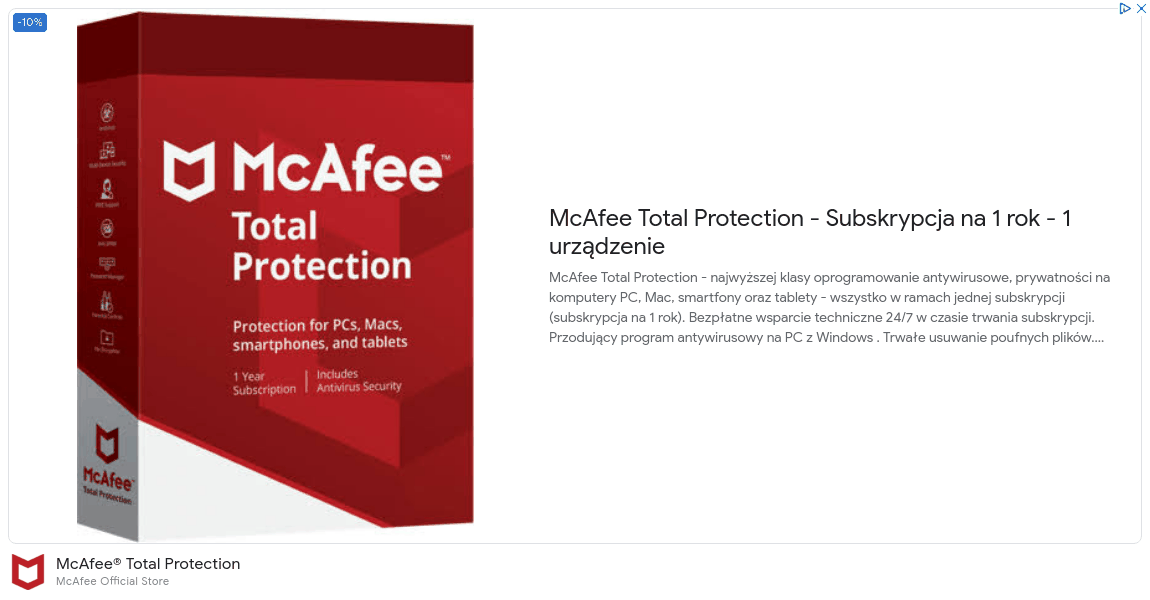 -10%
McAfee™
Total
Protection
Protection for PCs, Macs,
smartphones, and tablets
1 Year
Subscription
Includes
Antivirus Security
McAfee™
Total Protection
McAfee Total Protection - Subskrypcja na 1 rok - 1
urządzenie
McAfee Total Protection - najwyższej klasy oprogramowanie antywirusowe, prywatności na
komputery PC, Mac, smartfony oraz tablety - wszystko w ramach jednej subskrypcji
(subskrypcja na 1 rok). Bezpłatne wsparcie techniczne 24/7 w czasie trwania subskrypcji.
Przodujący program antywirusowy na PC z Windows . Trwałe usuwanie poufnych plików....
McAfee® Total Protection
McAfee Official Store